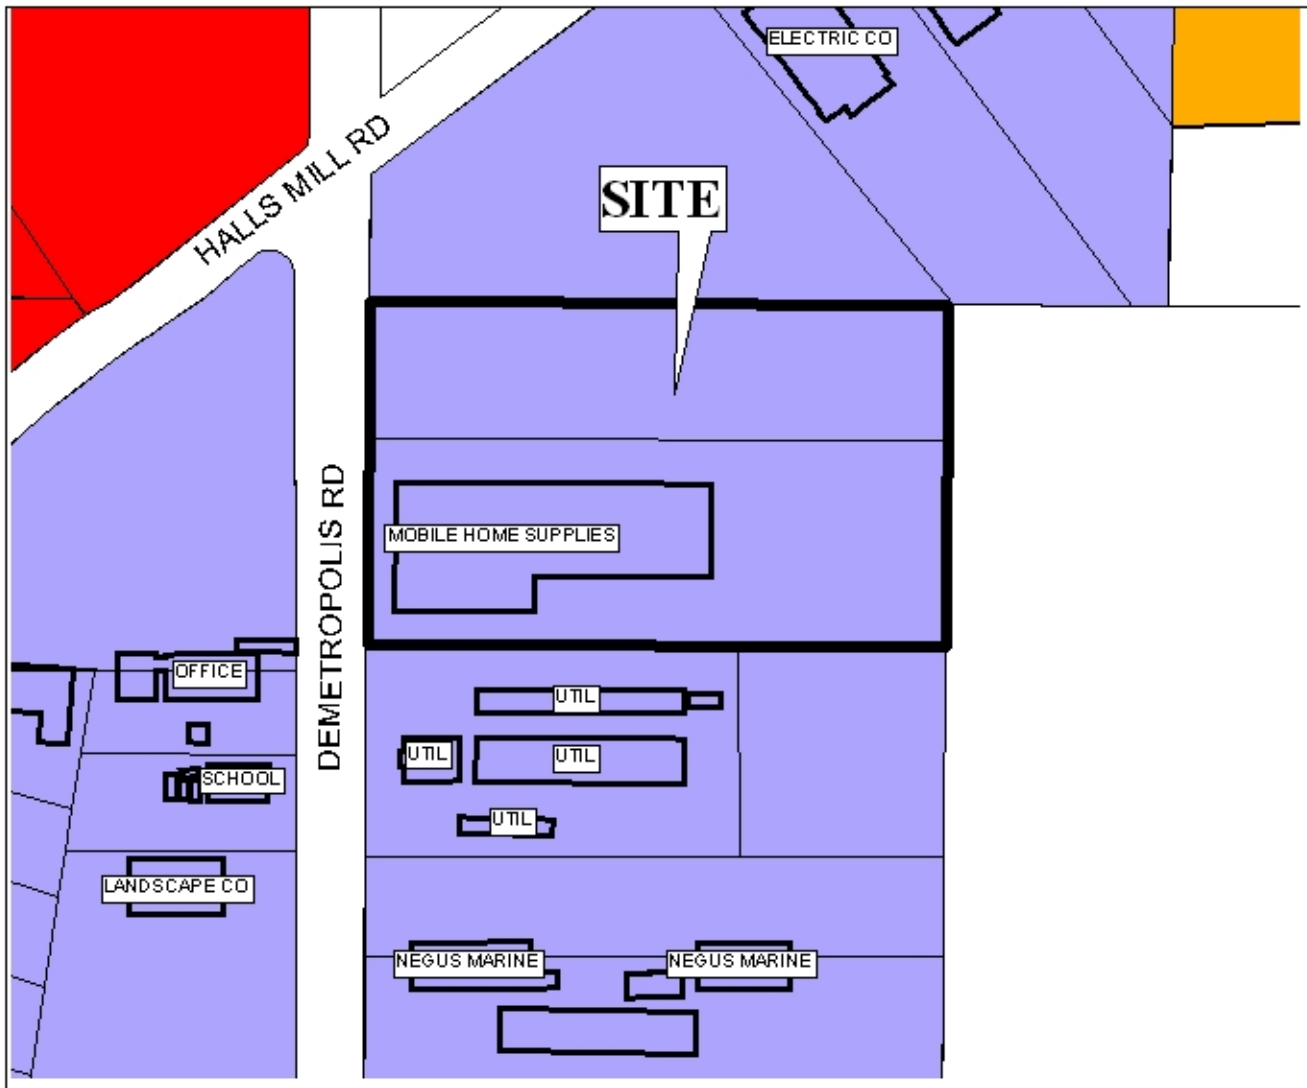 ELECTRIC CO
HALLS MILL RD
SITE
DEMETROPOLIS RD
MOBILE HOME SUPPLIES
OFFICE
UTIL
UTIL
UTIL
SCHOOL
UTIL
LANDSCAPE CO
NEGUS MARINE
NEGUS MARINE